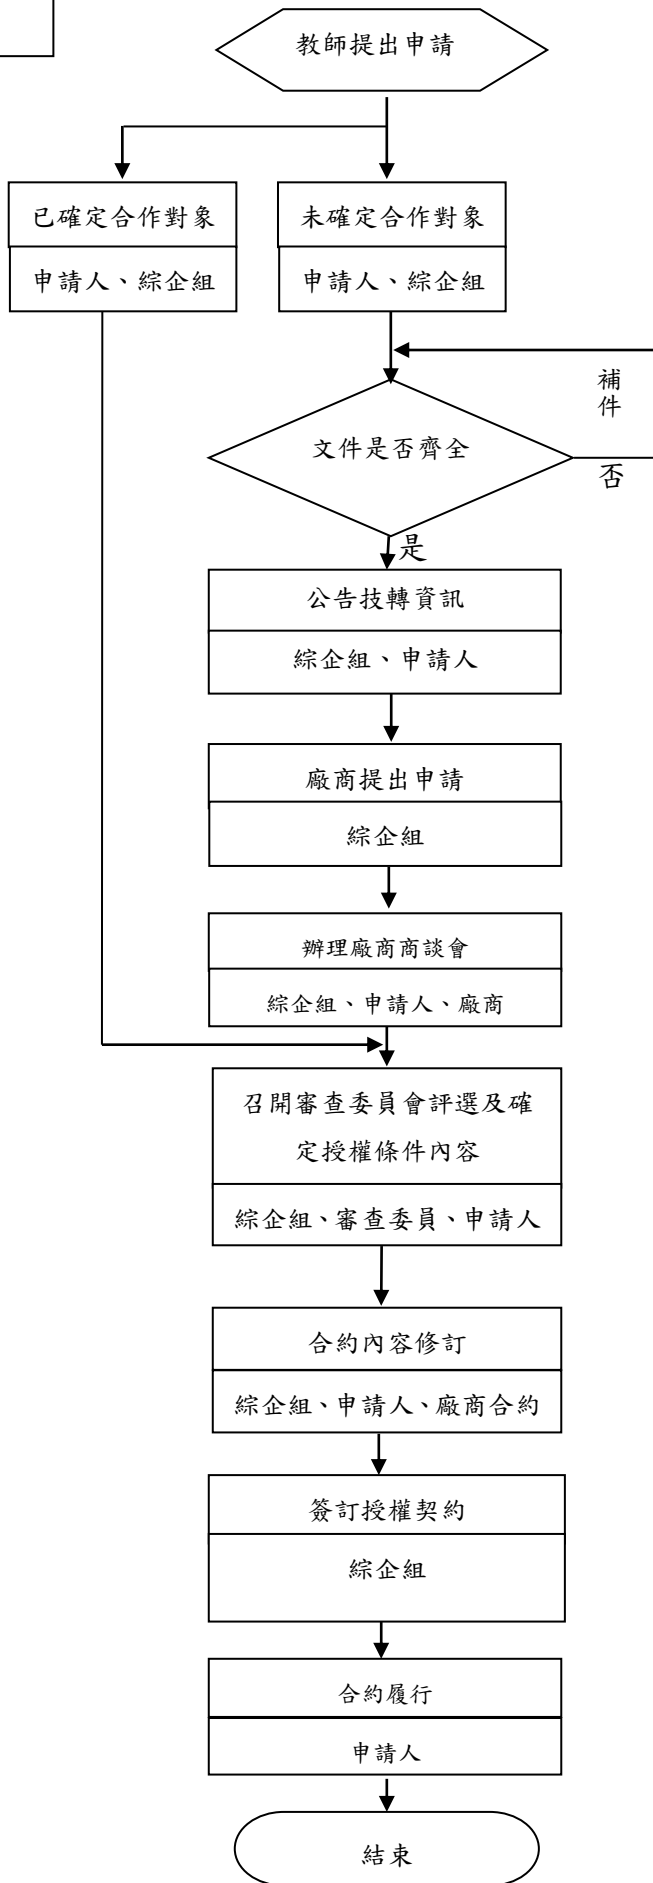 教師提出申請
已確定合作對象
申請人、綜企組
未確定合作對象
申請人、綜企組
補
件
文件是否齊全
否
是
公告技轉資訊
綜企組、申請人
廠商提出申請
綜企組
辦理廠商商談會
綜企組、申請人、廠商
召開審查委員會評選及確
定授權條件內容
綜企組、審查委員、申請人
合約內容修訂
綜企組、申請人、廠商合約
簽訂授權契約
綜企組
合約履行
申請人
結束